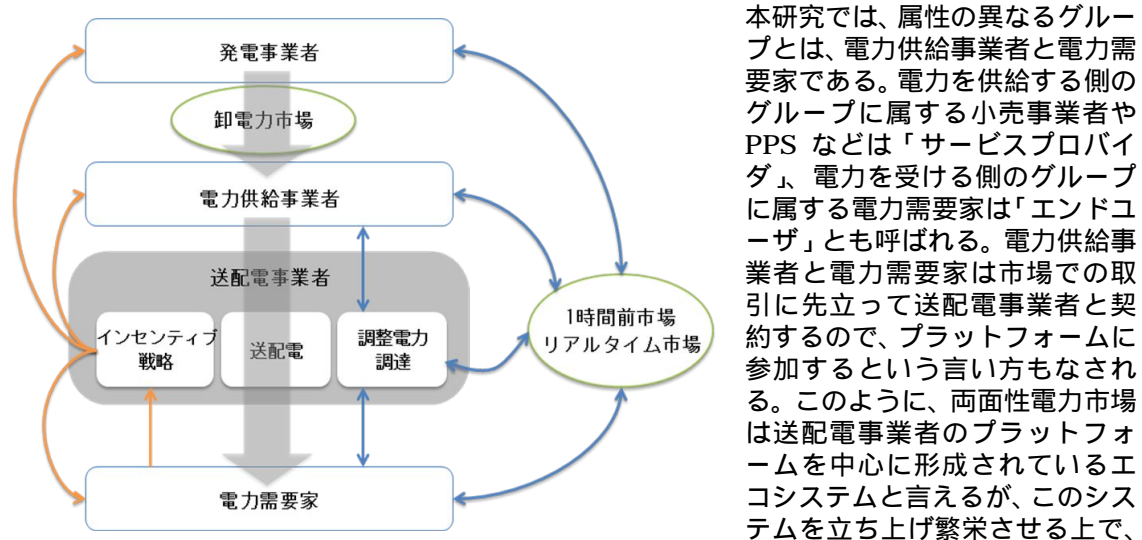 発電事業者
卸電力市場
電力供給事業者
送配電事業者
インセンティブ
戦略
送配電
調整電力
調達
1時間前市場
リアルタイム市場
電力需要家
本研究では、属性の異なるグルー
プとは、電力供給事業者と電力需
要家である。電力を供給する側の
グループに属する小売事業者や
PPS などは「サービスプロバイ
ダ」、電力を受ける側のグループ
に属する電力需要家は「エンドユ
ーザ」とも呼ばれる。電力供給事
業者と電力需要家は市場での取
引に先立って送配電事業者と契
約するので、プラットフォームに
参加するという言い方もなされ
る。このように、両面性電力市場
は送配電事業者のプラットフォ
ームを中心に形成されているエ
コシステムと言えるが、このシス
テムを立ち上げ繁栄させる上で、